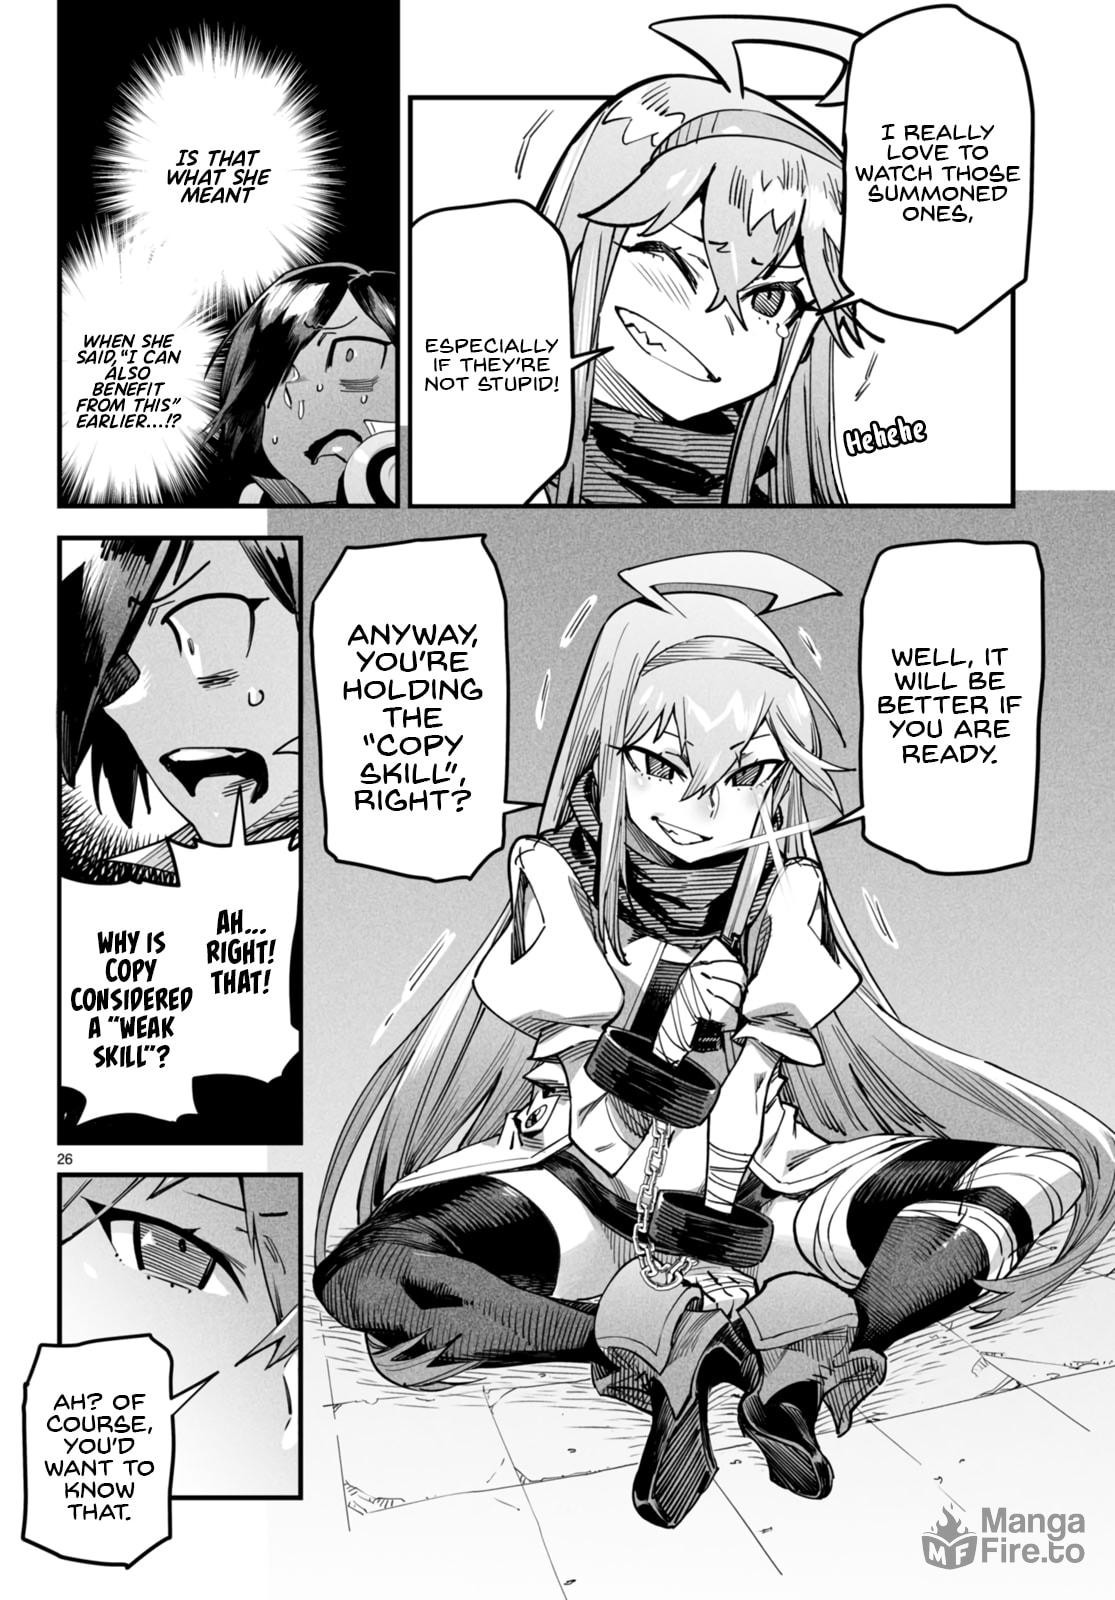 I REALLY
LOVE TO
WATCH THOSE
SUMMONED
ONES,
ESPECIALLY
IF THEY'RE
NOT STUPID!
Hehehe
IS THAT
WHAT SHE
MEANT
WHEN SHE
SAID, "I CAN
ALSO
BENEFIT
FROM THIS"
EARLIER...!?
WELL, IT
WILL BE
BETTER IF
YOU ARE
READY.
ANYWAY,
YOU'RE
HOLDING
THE
"COPY
SKILL",
RIGHT?
AH...
RIGHT!
THAT!
WHY IS
COPY
CONSIDERED
A "WEAK
SKILL"?
26
AH? OF
COURSE,
YOU'D
WANT TO
KNOW
THAT.
MF
Manga
Fire.to